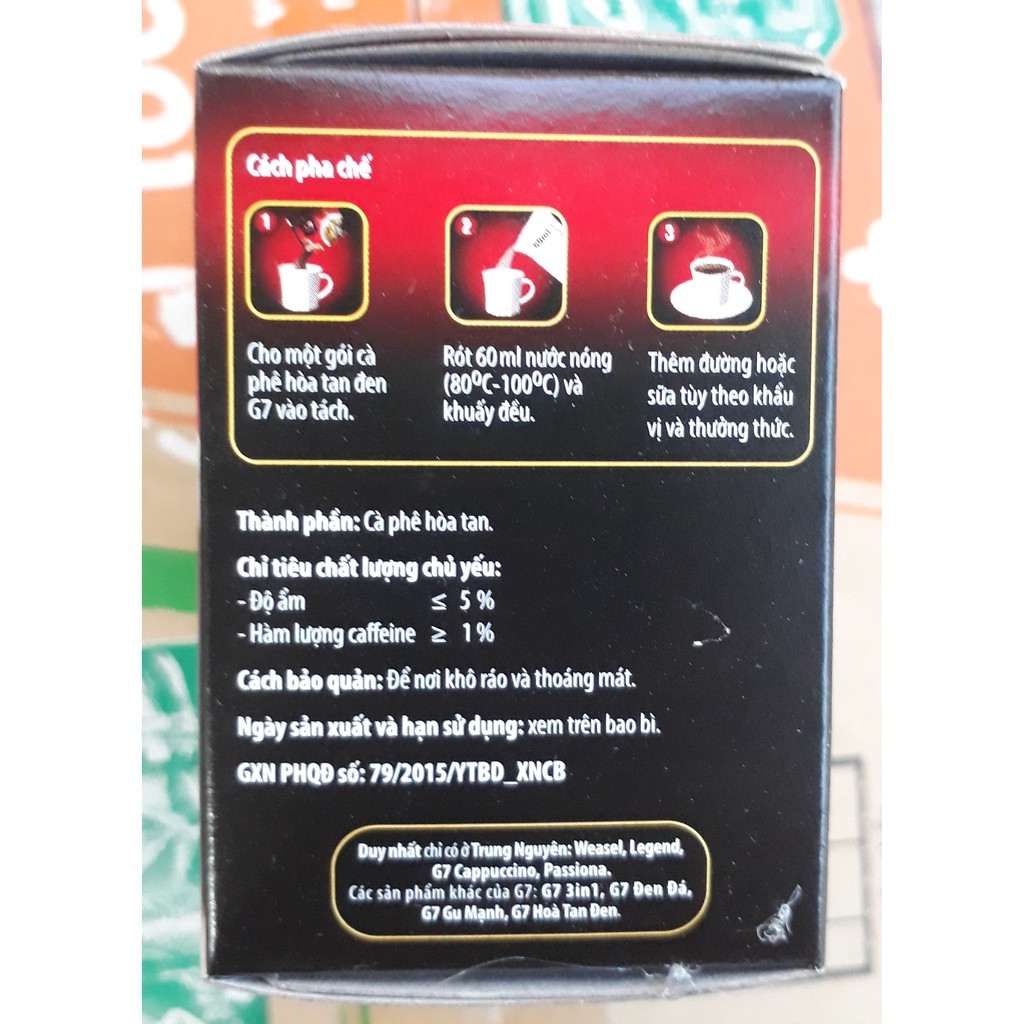 Cách pha chế
1
2
60ml
3
Cho một gói cà
phê hòa tan đen
G7 vào tách.
Rót 60ml nước nóng
(80⁰C-100⁰C) và
khuấy đều.
Thêm đường hoặc
sữa tùy theo khẩu
vị và thưởng thức.
Thành phần: Cà phê hòa tan.
Chỉ tiêu chất lượng chủ yếu:
- Độ ẩm ≤ 5 %
- Hàm lượng caffeine ≥ 1 %
Cách bảo quản: Để nơi khô ráo và thoáng mát.
Ngày sản xuất và hạn sử dụng: xem trên bao bì.
GXN PHQĐ số: 79/2015/YTBD_XNCB
Duy nhất chỉ có ở Trung Nguyên: Weasel, Legend,
G7 Cappuccino, Passiona.
Các sản phẩm khác của G7: G7 3in1, G7 Đen Đá,
G7 Gu Mạnh, G7 Hoà Tan Đen.